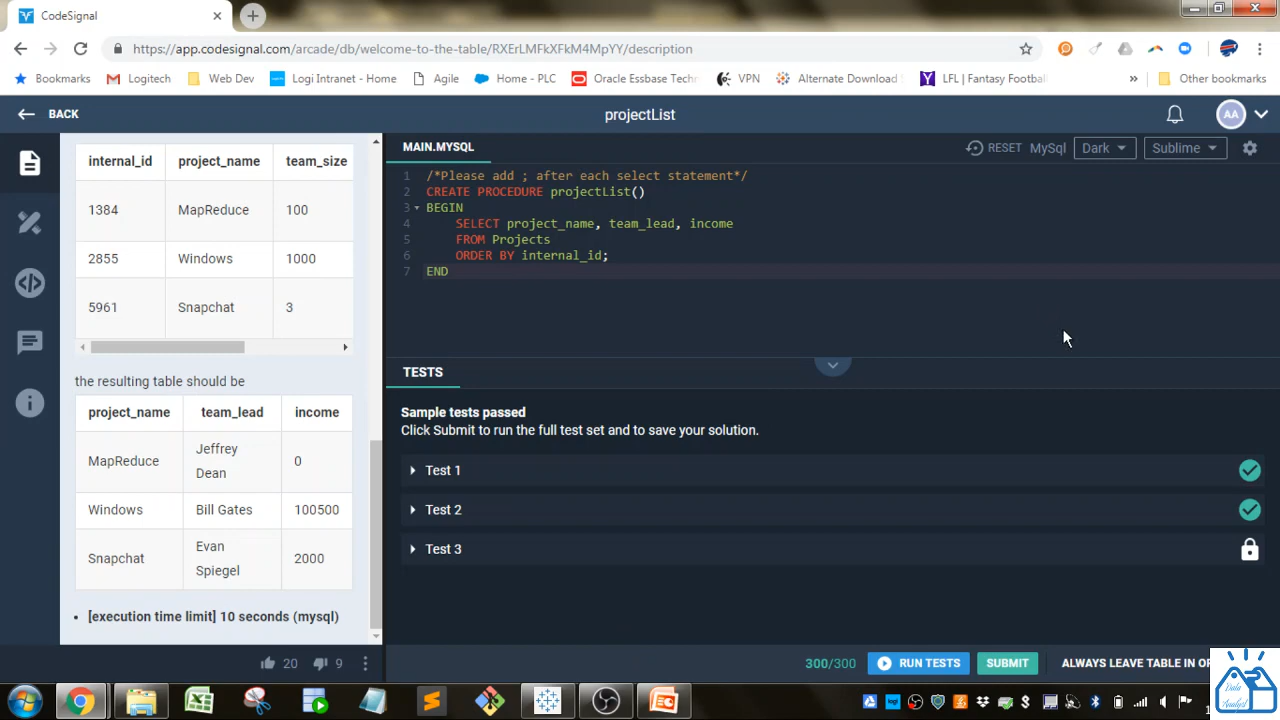 CodeSignal
https://app.codesignal.com/arcade/db/welcome-to-the-table/RXErLMFkXFkM4MpYY/description
Bookmarks Logitech Web Dev Logi Intranet - Home Agile Home - PLC Oracle Essbase Techn VPN Alternate Download LFL | Fantasy Football » Other bookmarks
BACK projectList AA
internal_id project_name team_size
1384 MapReduce 100
2855 Windows 1000
5961 Snapchat 3
the resulting table should be
project_name team_lead income
MapReduce Jeffrey Dean 0
Windows Bill Gates 100500
Snapchat Evan Spiegel 2000
• [execution time limit] 10 seconds (mysql)
20 9
MAIN.MYSQL RESET MySql Dark Sublime
1 /*Please add ; after each select statement*/
2 CREATE PROCEDURE projectList()
3 BEGIN
4 SELECT project_name, team_lead, income
5 FROM Projects
6 ORDER BY internal_id;
7 END
TESTS
Sample tests passed
Click Submit to run the full test set and to save your solution.
Test 1
Test 2
Test 3
300/300 RUN TESTS SUBMIT ALWAYS LEAVE TABLE IN OR
Data
Analyst